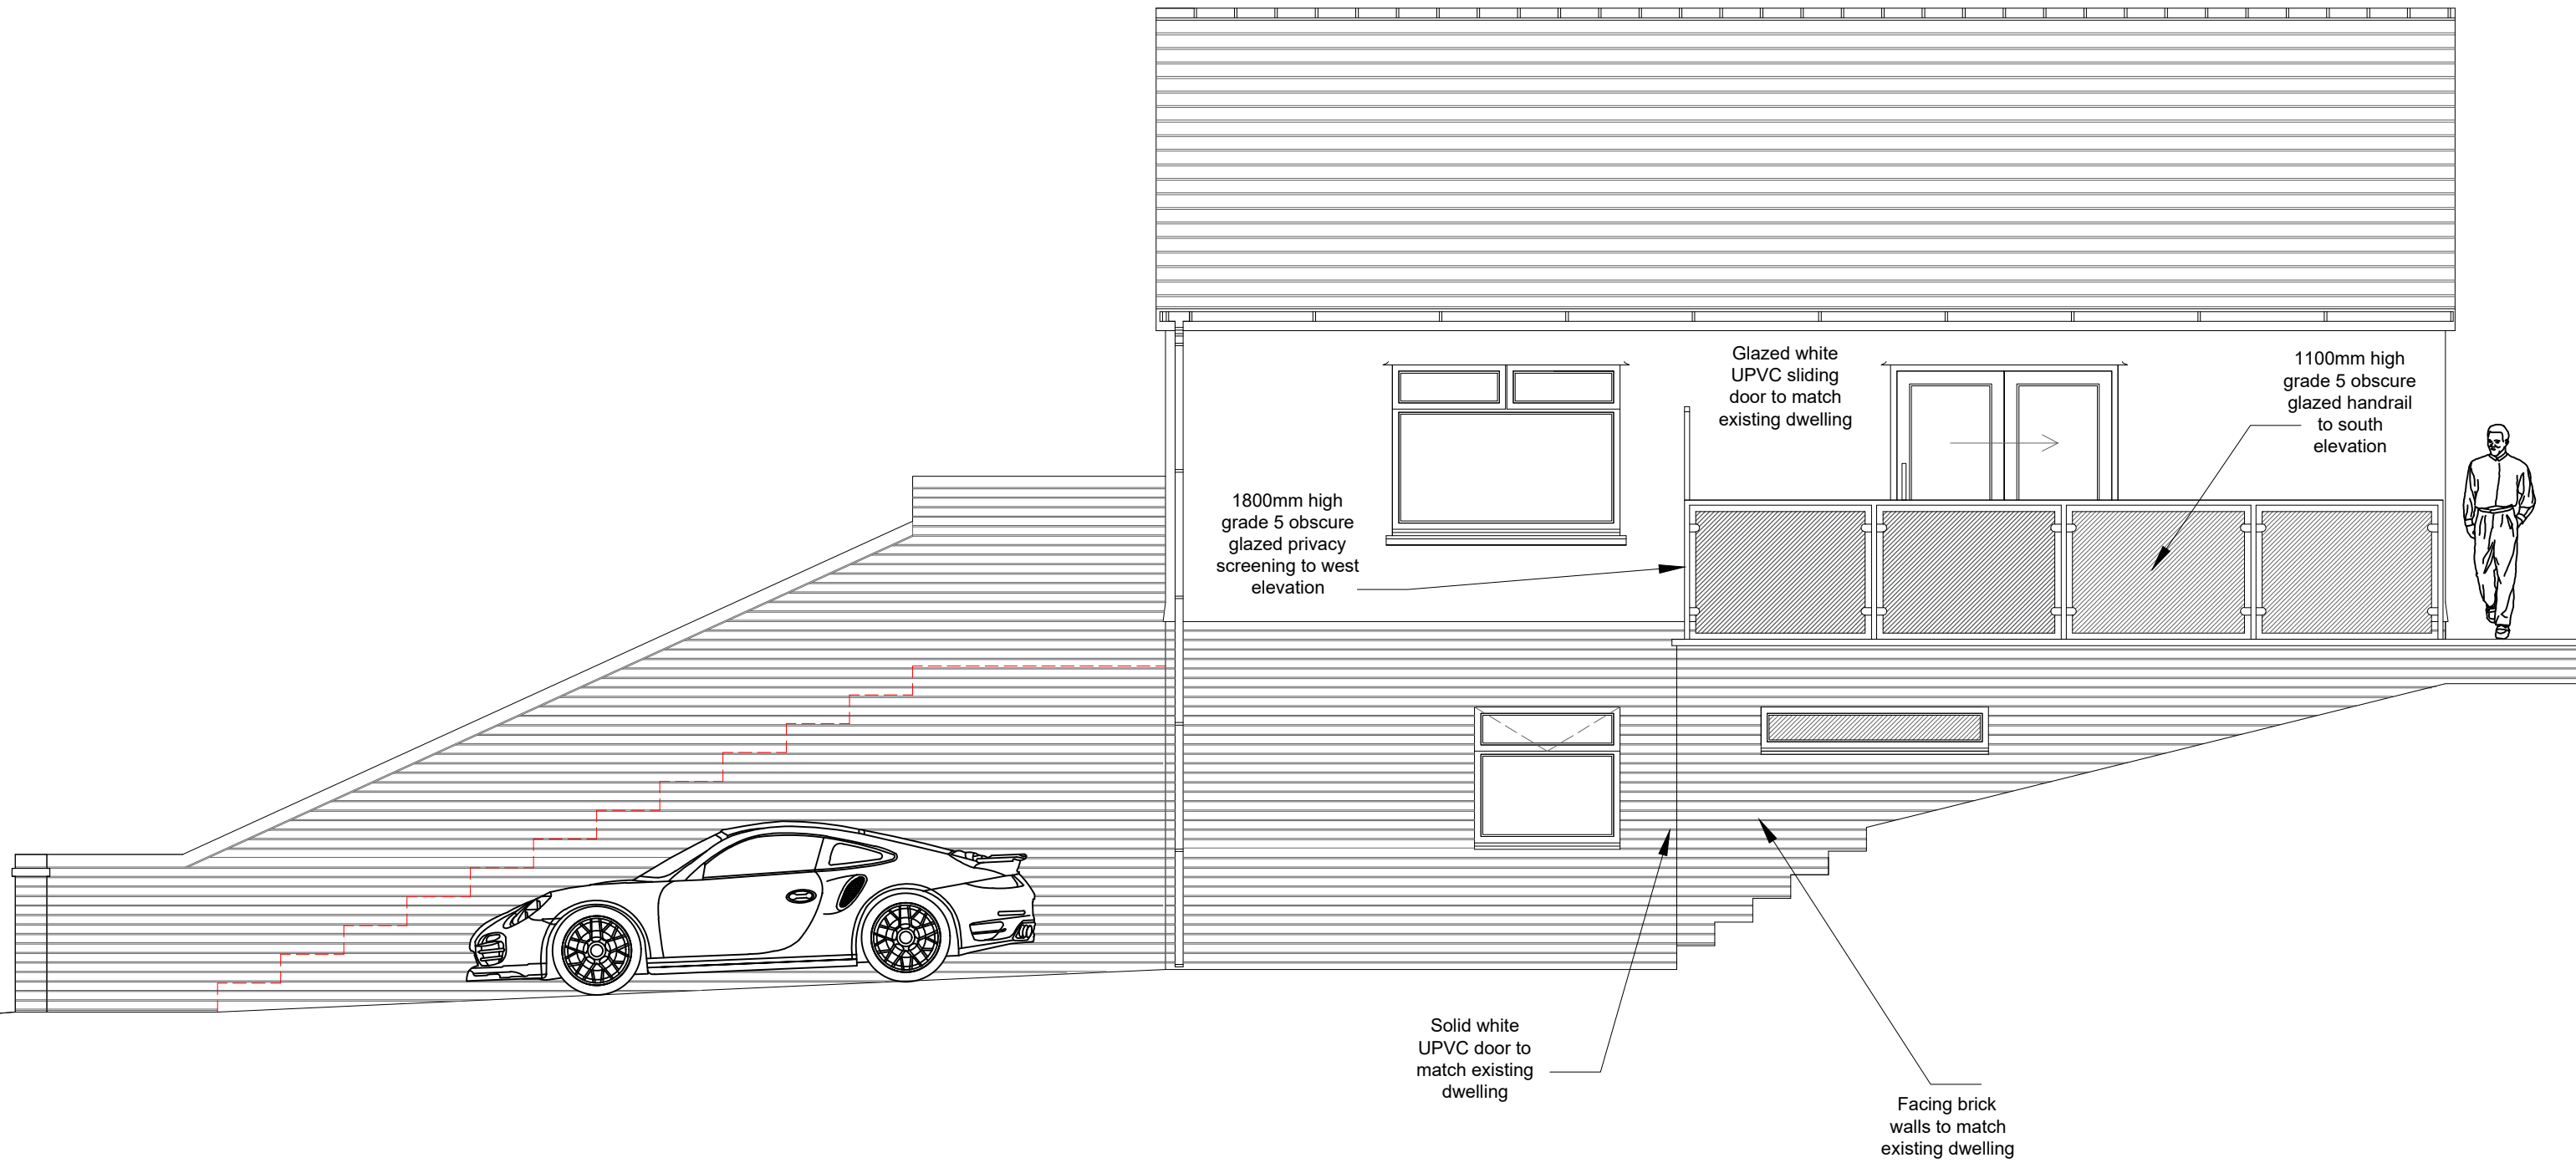 Glazed white
UPVC sliding
door to match
existing dwelling
1100mm high
grade 5 obscure
glazed handrail
to south
elevation
1800mm high
grade 5 obscure
glazed privacy
screening to west
elevation
Solid white
UPVC door to
match existing
dwelling
Facing brick
walls to match
existing dwelling